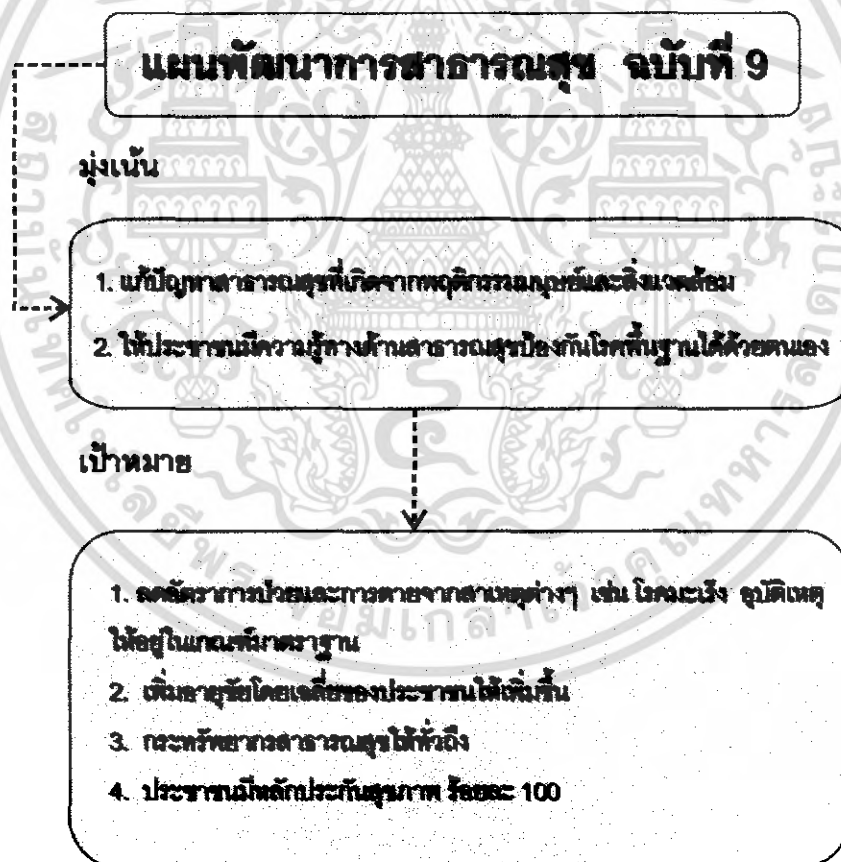 แผนพัฒนาการสาธารณสุข ฉบับที่ 9
มุ่งเน้น
1. แก้ปัญหาสาธารณสุขที่เกิดจากพฤติกรรมมนุษย์และสิ่งแวดล้อม
2. ให้ประชาชนมีความรู้ทางด้านสาธารณสุขป้องกันโรคพื้นฐานได้ด้วยตนเอง
เป้าหมาย
1. ลดอัตราการป่วยและการตายจากสาเหตุต่างๆ เช่น โรคมะเร็ง อุบัติเหตุ
ให้อยู่ในเกณฑ์มาตราฐาน
2. เพิ่มอายุขัยโดยเฉลี่ยของประชาชนให้เพิ่มขึ้น
3. กระทรัพยากรสาธารณสุขให้ทั่วถึง
4. ประชาชนมีหลักประกันสุขภาพ ร้อยละ 100